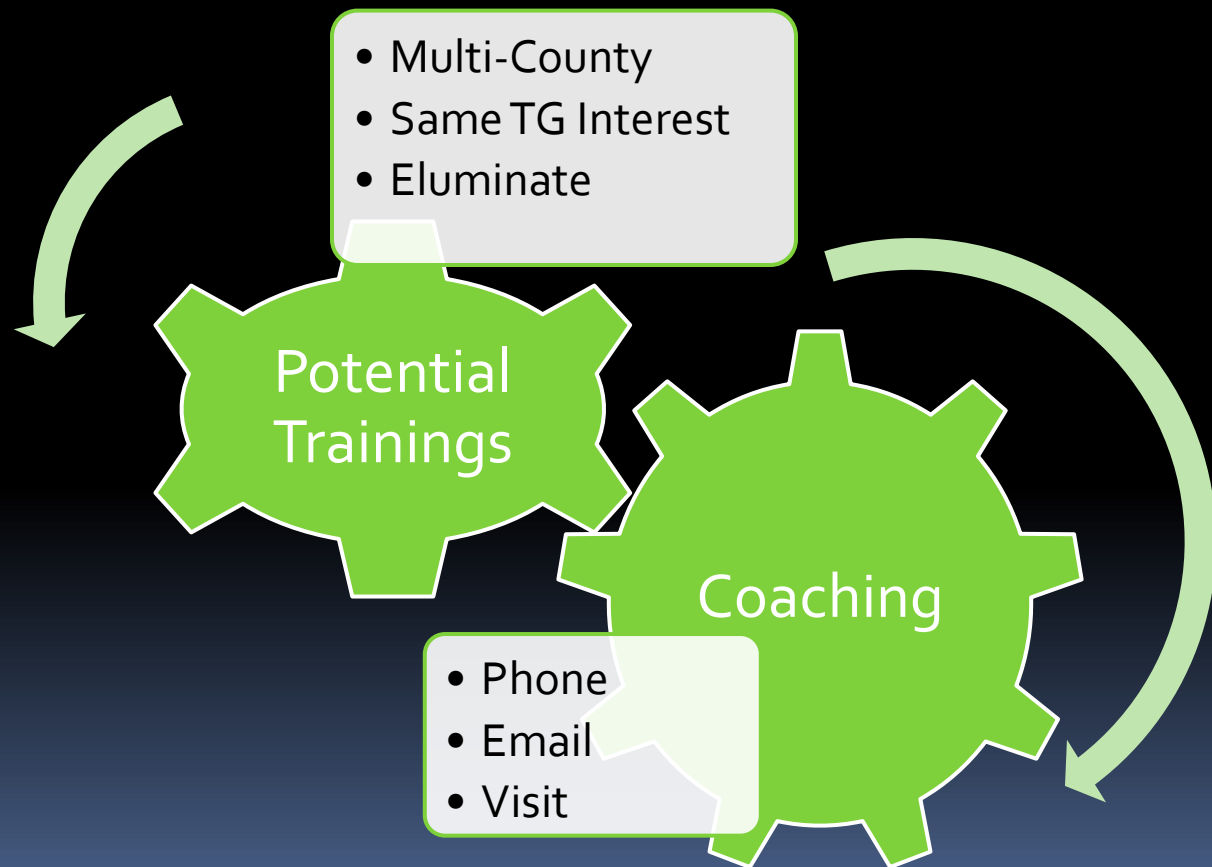 • Multi-County
• Same TG Interest
• Eluminate
Potential
Trainings
Coaching
• Phone
• Email
• Visit